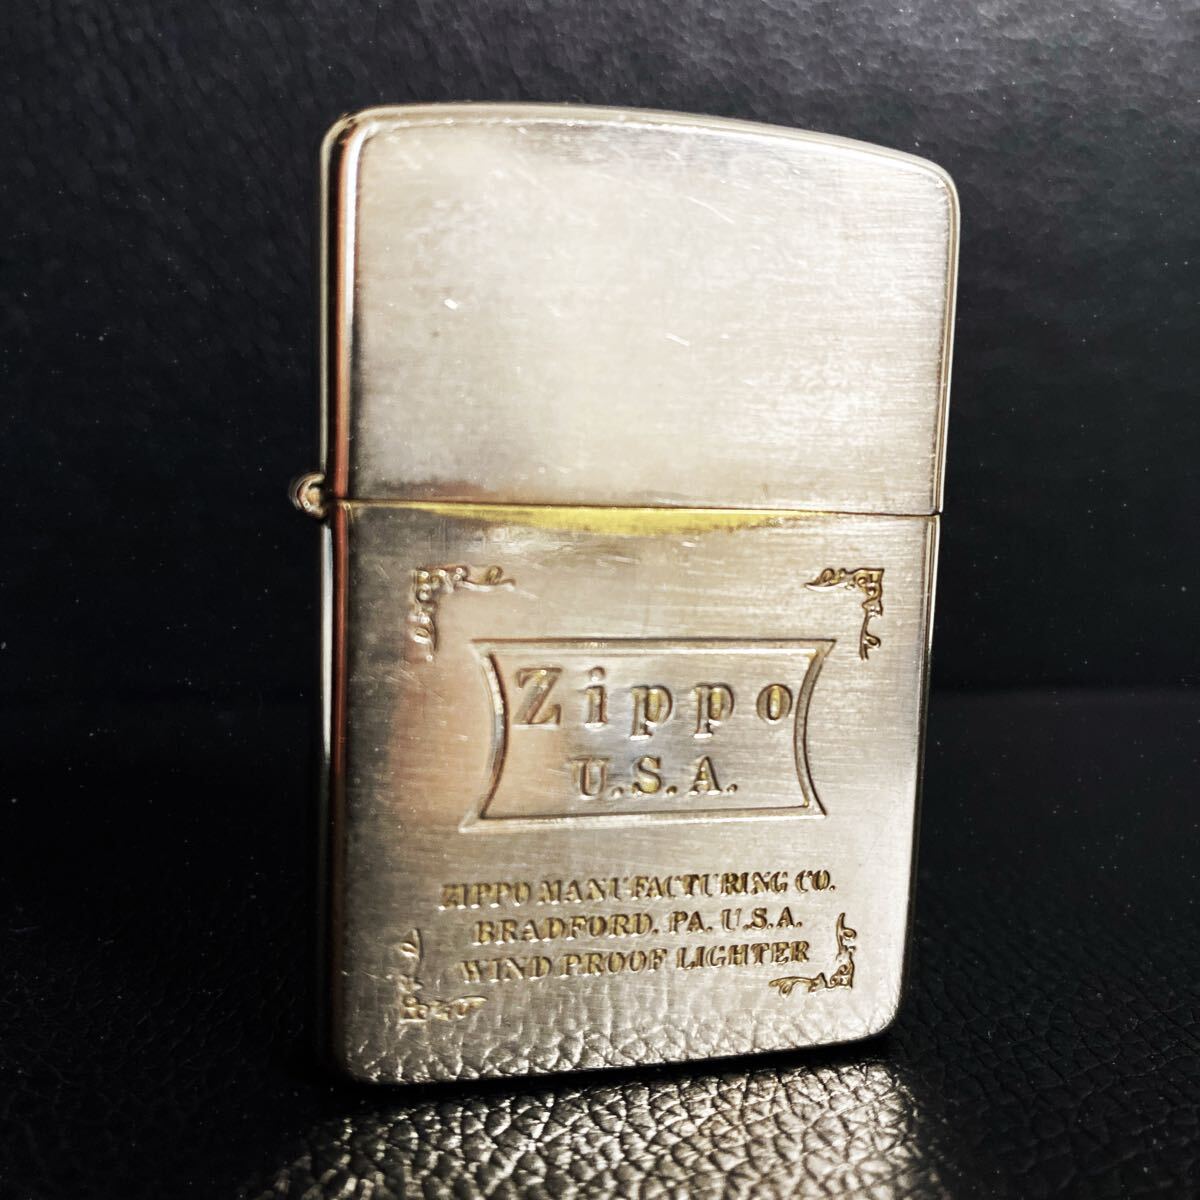 Zippo
U.S.A.
ZIPPO MANUFACTURING CO.
BRADFORD, PA. U.S.A.
WIND PROOF LIGHTER